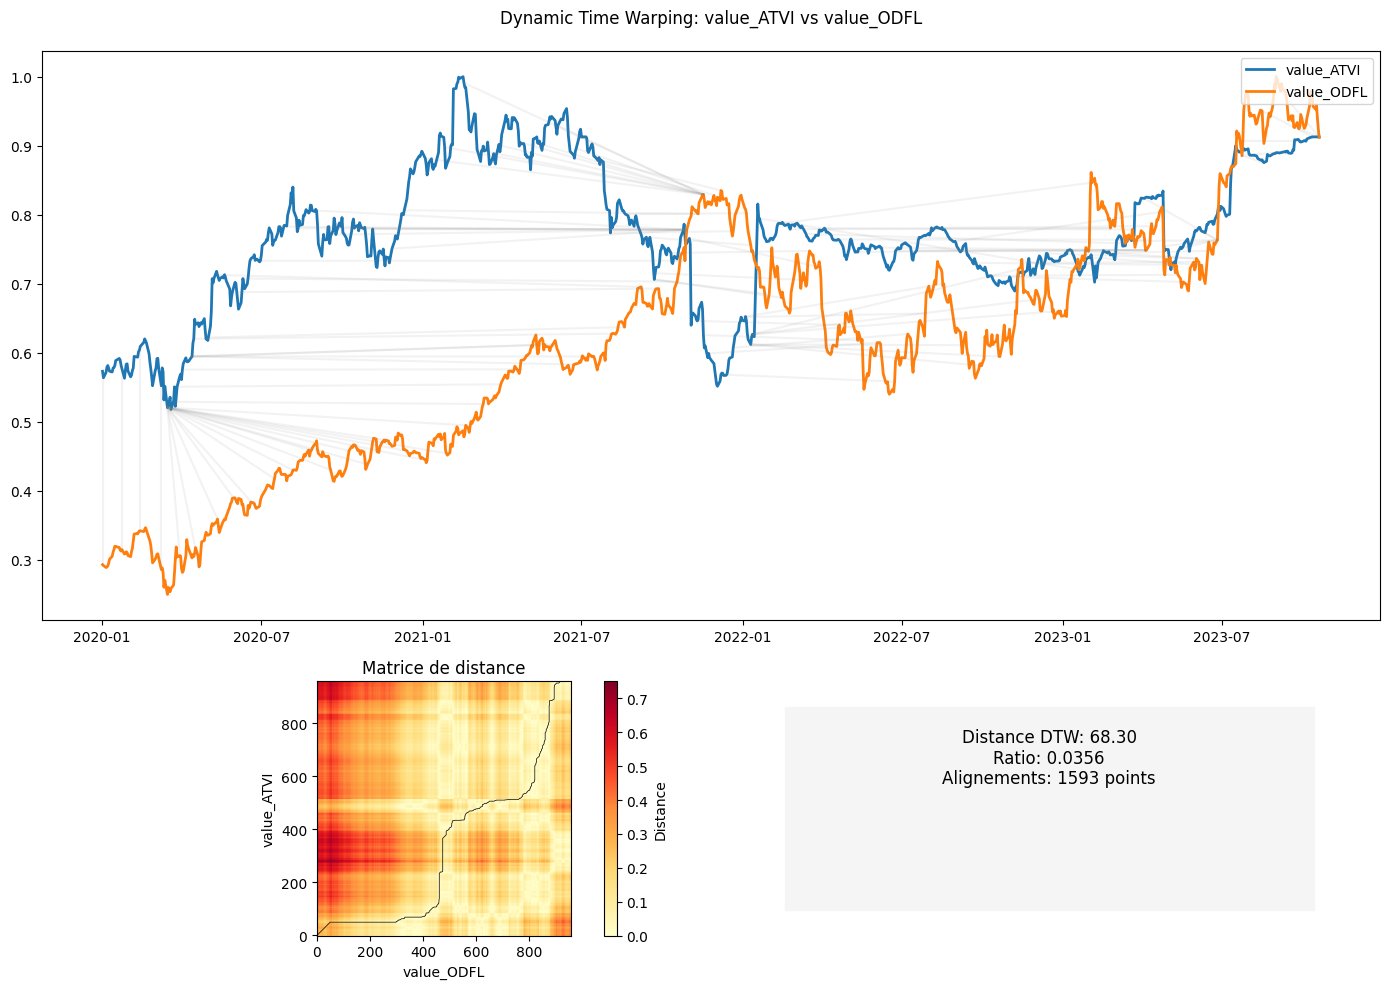 Dynamic Time Warping: value_ATVI vs value_ODFL
value_ATVI
value_ODFL
1.0
0.9
0.8
0.7
0.6
0.5
0.4
0.3
2020-01 2020-07 2021-01 2021-07 2022-01 2022-07 2023-01 2023-07
Matrice de distance
value_ATVI
800
600
400
200
0
0 200 400 600 800
value_ODFL
0.7
0.6
0.5
0.4
0.3
0.2
0.1
0.0
Distance
Distance DTW: 68.30
Ratio: 0.0356
Alignements: 1593 points